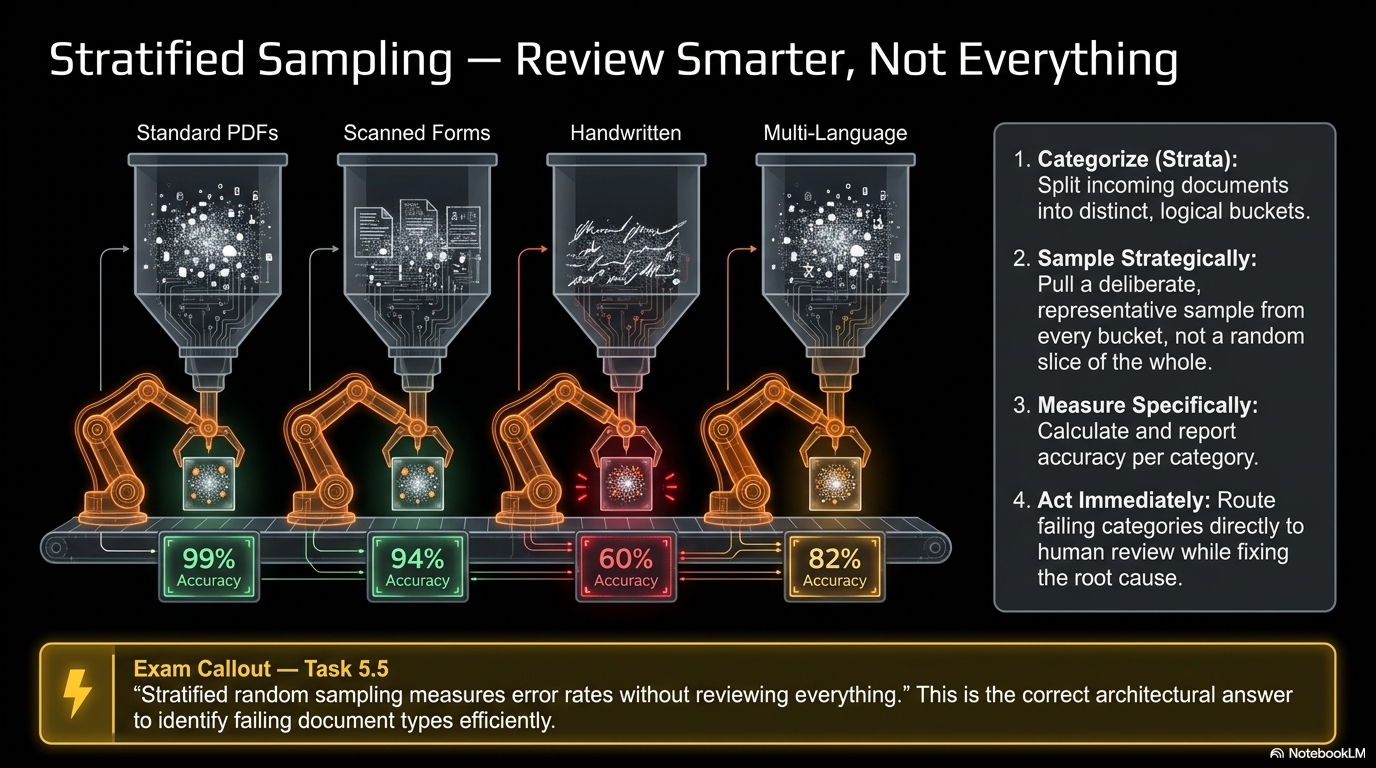 Stratified Sampling — Review Smarter, Not Everything
Standard PDFs
Scanned Forms
Handwritten
Multi-Language
99%
Accuracy
94%
Accuracy
60%
Accuracy
82%
Accuracy
1. Categorize (Strata):
Split incoming documents
into distinct, logical buckets.
2. Sample Strategically:
Pull a deliberate,
representative sample from
every bucket, not a random
slice of the whole.
3. Measure Specifically:
Calculate and report
accuracy per category.
4. Act Immediately: Route
failing categories directly to
human review while fixing
the root cause.
Exam Callout — Task 5.5
“Stratified random sampling measures error rates without reviewing everything.” This is the correct architectural answer
to identify failing document types efficiently.
NotebookLM